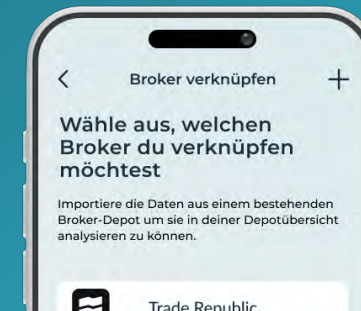 Broker verknüpfen
Wähle aus, welchen
Broker du verknüpfen
möchtest
Importiere die Daten aus einem bestehenden
Broker-Depot um sie in deiner Depotübersicht
analysieren zu können.
Trade Republic